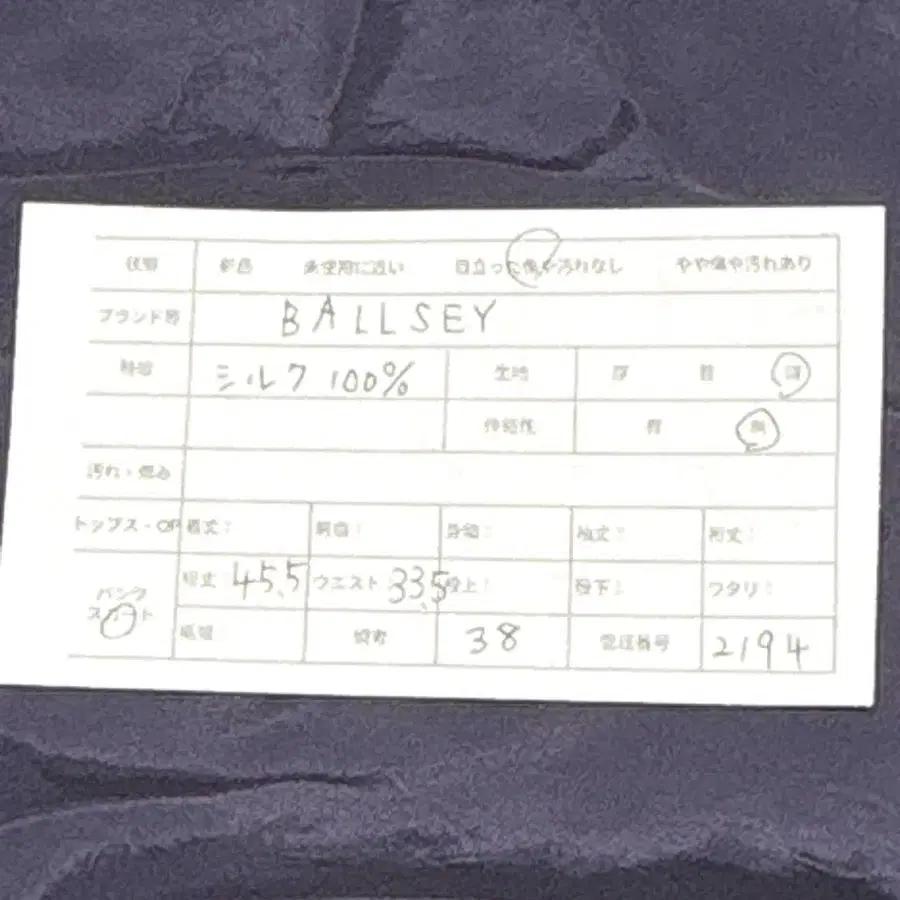 状態 新品 未使用に近い 目立った傷や汚れなし やや傷や汚れあり
ブランド名 BALLSEY
シルク 100% 生地 厚 普 薄
伸縮性 有 無
汚れ・傷み
トップス・OP 着丈： 肩幅： 身幅： 袖丈： 裄丈：
パンツ スカート 総丈 45.5 ウエスト 33.5 股上： 股下： ワタリ：
裾幅 備考 38 管理番号 2194